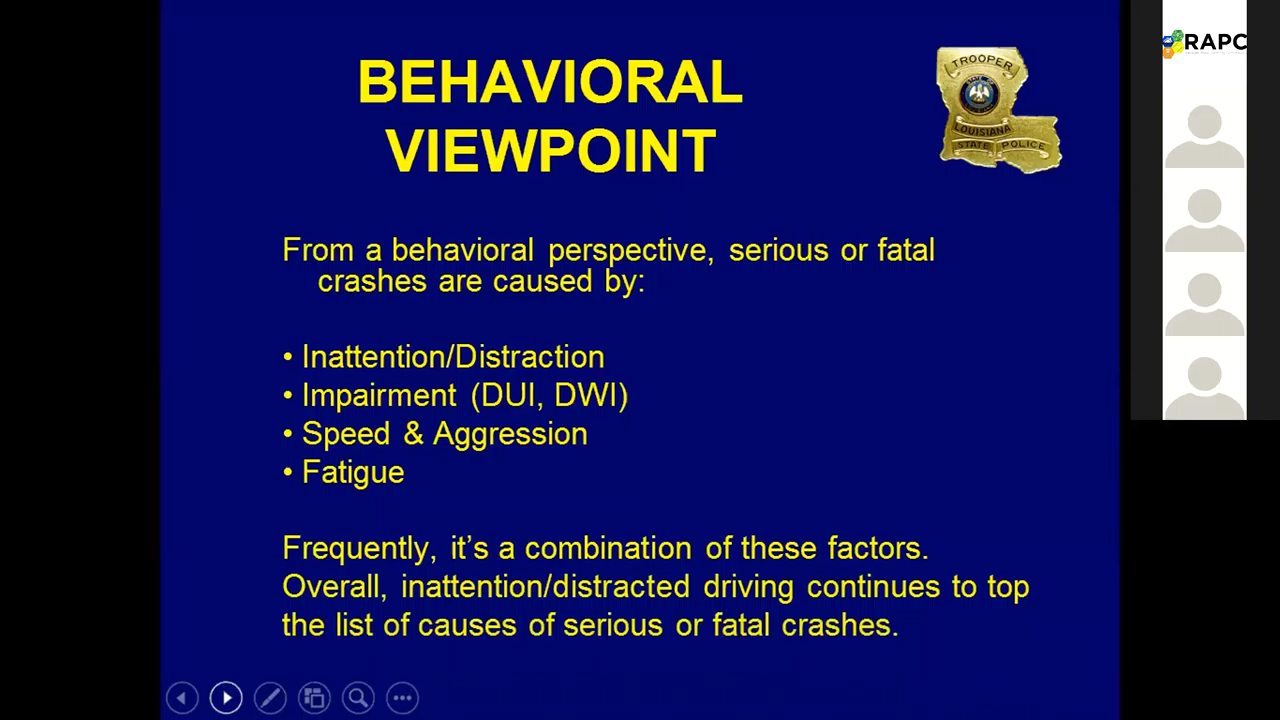 BEHAVIORAL
VIEWPOINT
TROOPER
LOUISIANA
STATE POLICE
RAPC
From a behavioral perspective, serious or fatal
crashes are caused by:
• Inattention/Distraction
• Impairment (DUI, DWI)
• Speed & Aggression
• Fatigue
Frequently, it’s a combination of these factors.
Overall, inattention/distracted driving continues to top
the list of causes of serious or fatal crashes.